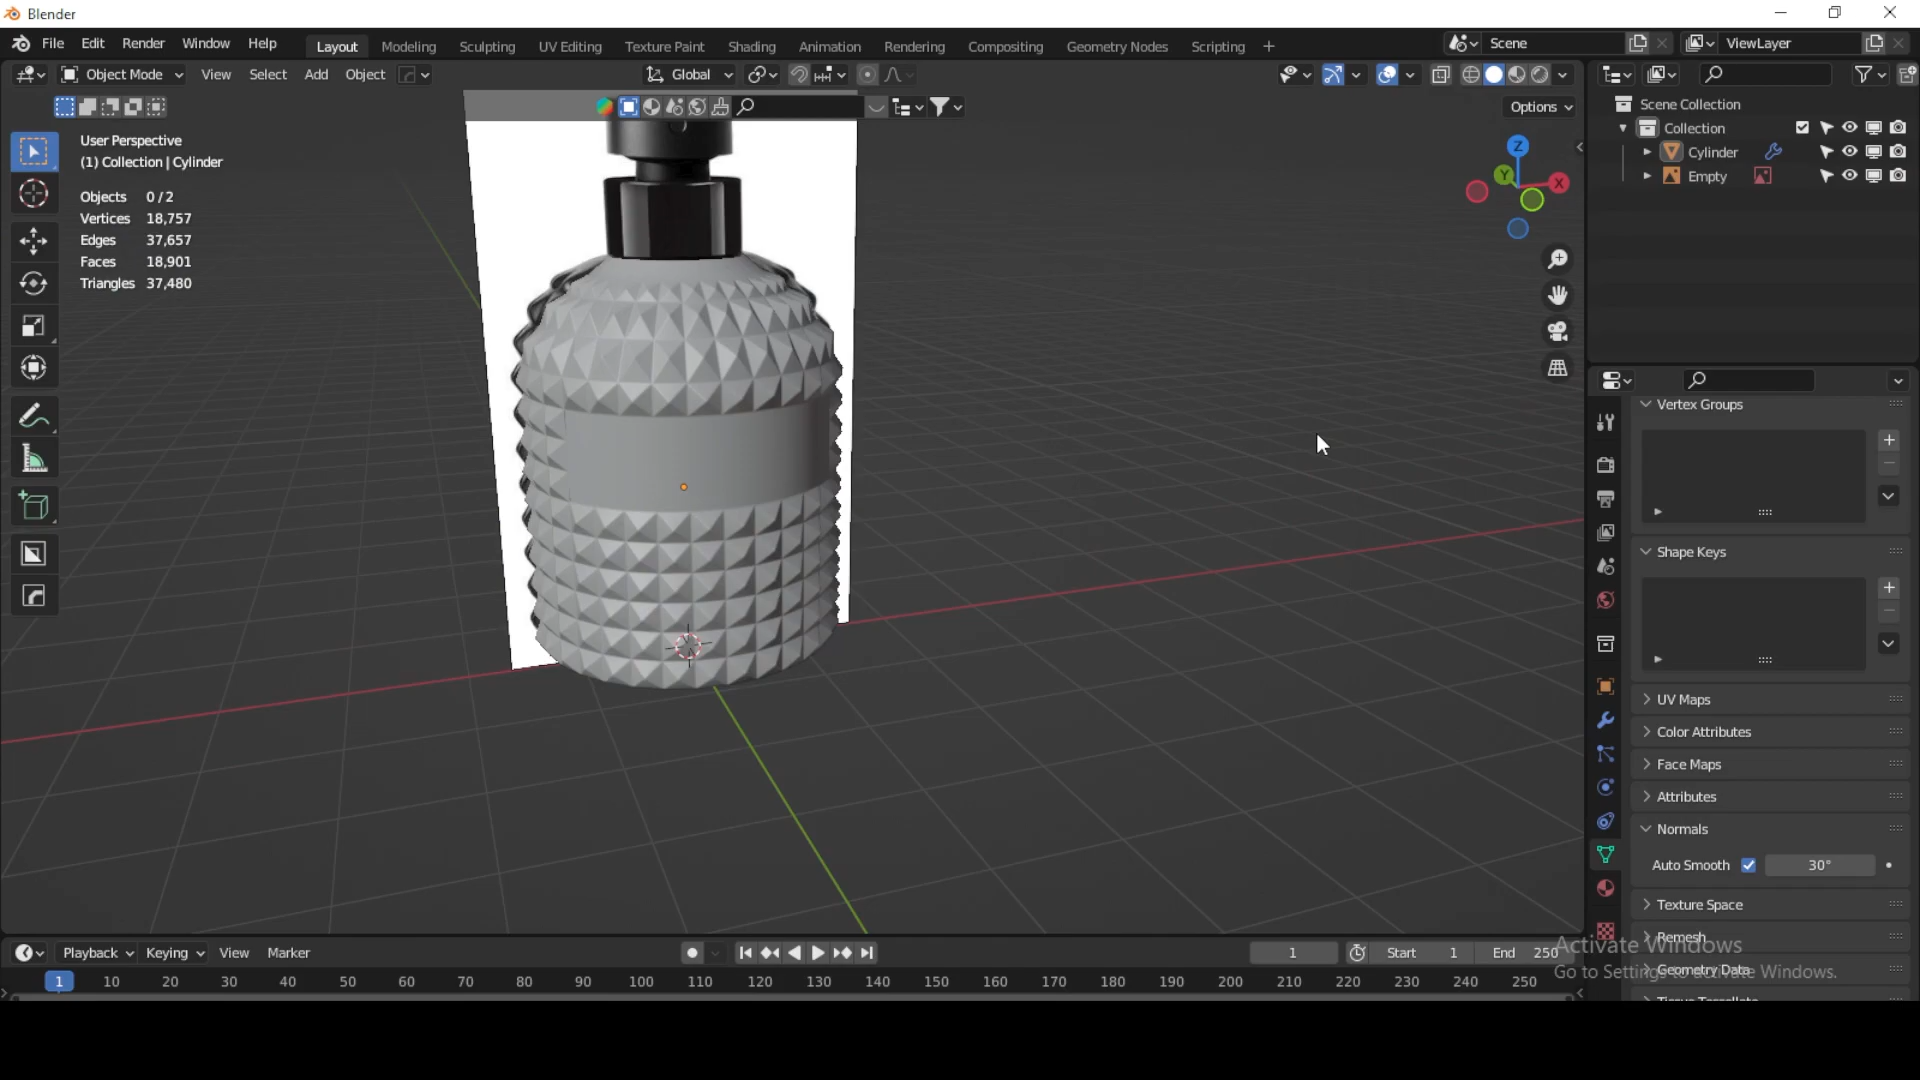 Blender
File Edit Render Window Help Layout Modeling Sculpting UV Editing Texture Paint Shading Animation Rendering Compositing Geometry Nodes Scripting + Scene ViewLayer
Object Mode View Select Add Object Global
Options
User Perspective
(1) Collection | Cylinder
Objects 0/2
Vertices 18,757
Edges 37,657
Faces 18,901
Triangles 37,480
Z
Y
X
Scene Collection
Collection
Cylinder
Empty
Vertex Groups
Shape Keys
UV Maps
Color Attributes
Face Maps
Attributes
Normals
Auto Smooth 30°
Texture Space
Remesh
Geometry Data
Activate Windows
Go to Settings to activate Windows.
Playback Keying View Marker 1 Start 1 End 250
1 10 20 30 40 50 60 70 80 90 100 110 120 130 140 150 160 170 180 190 200 210 220 230 240 250